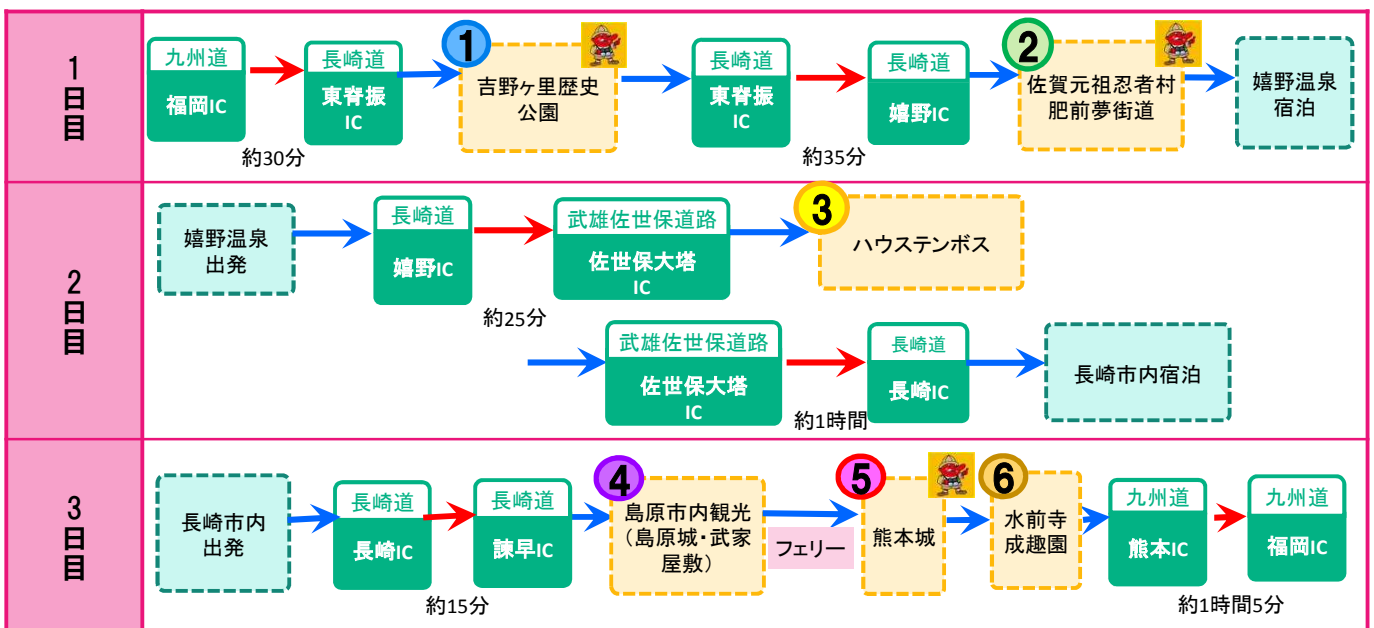 1
日
目
九州道
福岡IC
約30分
長崎道
東脊振
IC
1
吉野ヶ里歴史
公園
長崎道
東脊振
IC
約35分
長崎道
嬉野IC
2
佐賀元祖忍者村
肥前夢街道
嬉野温泉
宿泊
2
日
目
嬉野温泉
出発
長崎道
嬉野IC
約25分
武雄佐世保道路
佐世保大塔
IC
3
ハウステンボス
武雄佐世保道路
佐世保大塔
IC
約1時間
長崎道
長崎IC
長崎市内宿泊
3
日
目
長崎市内
出発
長崎道
長崎IC
約15分
長崎道
諫早IC
4
島原市内観光
（島原城・武家
屋敷）
フェリー
5
熊本城
6
水前寺
成趣園
九州道
熊本IC
約1時間5分
九州道
福岡IC